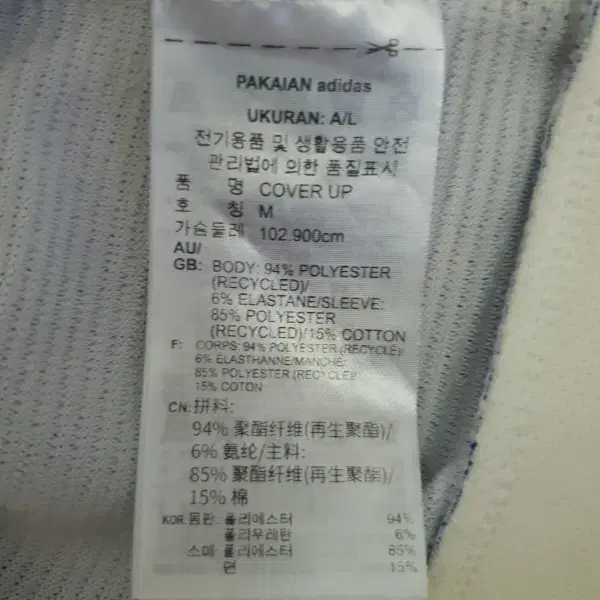 PAKAIAN adidas
UKURAN: A/L
전기용품 및 생활용품 안전
관리법에 의한 품질표시
품 명 COVER UP
호 칭 M
가슴둘레 102.900cm
AU/
GB: BODY: 94% POLYESTER
(RECYCLED)/
6% ELASTANE/SLEEVE:
85% POLYESTER
(RECYCLED)/15% COTTON
F: CORPS: 94% POLYESTER (RECYCLE)/
6% ELASTHANNE/MANCHE:
85% POLYESTER (RECYCLE)/
15% COTON
CN: 拼料:
94% 聚酯纤维(再生聚酯)/
6% 氨纶/主料:
85% 聚酯纤维(再生聚酯)/
15% 棉
KOR: 몸판: 폴리에스터 94%
폴리우레탄 6%
소매: 폴리에스터 85%
면 15%